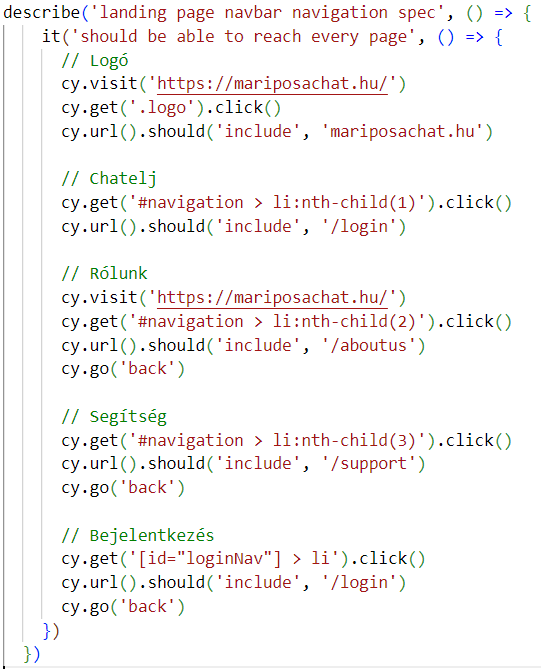 describe('landing page navbar navigation spec', () => {
it('should be able to reach every page', () => {
// Logó
cy.visit('https://mariposachat.hu/')
cy.get('.logo').click()
cy.url().should('include', 'mariposachat.hu')
// Chatelj
cy.get('#navigation > li:nth-child(1)').click()
cy.url().should('include', '/login')
// Rólunk
cy.visit('https://mariposachat.hu/')
cy.get('#navigation > li:nth-child(2)').click()
cy.url().should('include', '/aboutus')
cy.go('back')
// Segítség
cy.get('#navigation > li:nth-child(3)').click()
cy.url().should('include', '/support')
cy.go('back')
// Bejelentkezés
cy.get('[id="loginNav"] > li').click()
cy.url().should('include', '/login')
cy.go('back')
})
})